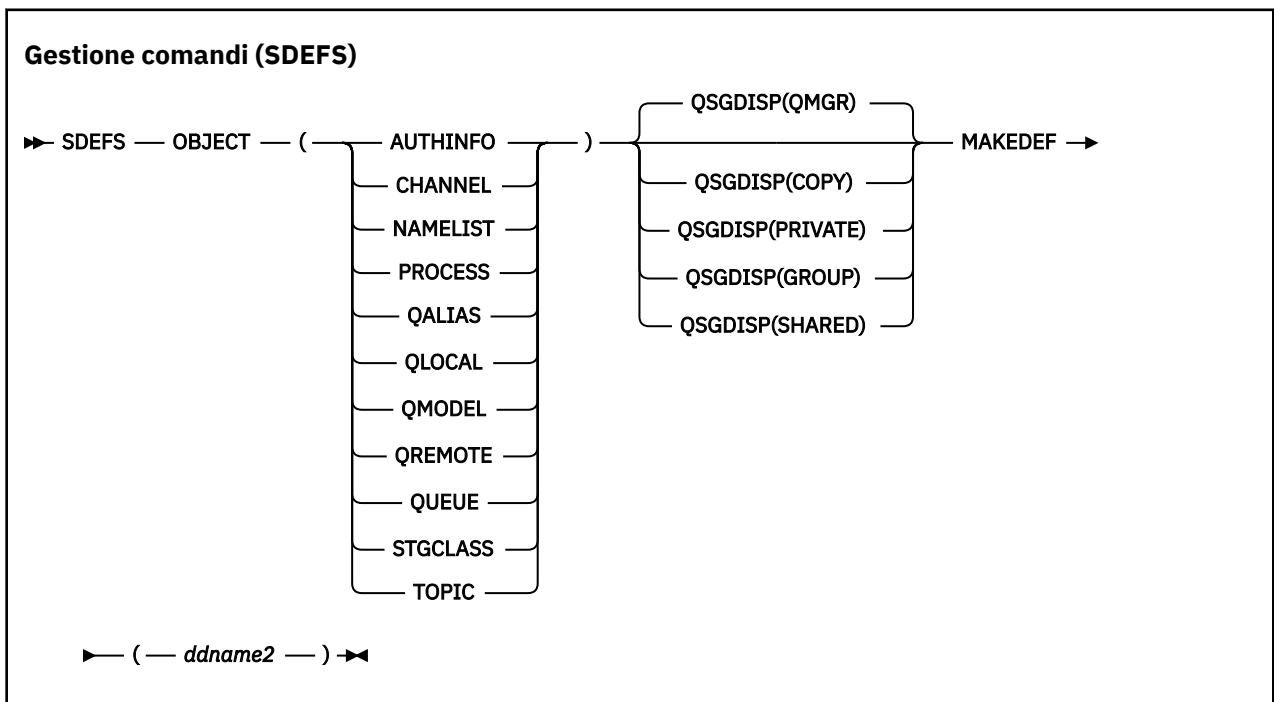 Gestione comandi (SDEFS)
QSGDISP(QMGR)
SDEFS OBJECT ( AUTHINFO ) MAKEDEF
CHANNEL QSGDISP(COPY)
NAMELIST QSGDISP(PRIVATE)
PROCESS QSGDISP(GROUP)
QALIAS QSGDISP(SHARED)
QLOCAL
QMODEL
QREMOTE
QUEUE
STGCLASS
TOPIC
( ddname2 )